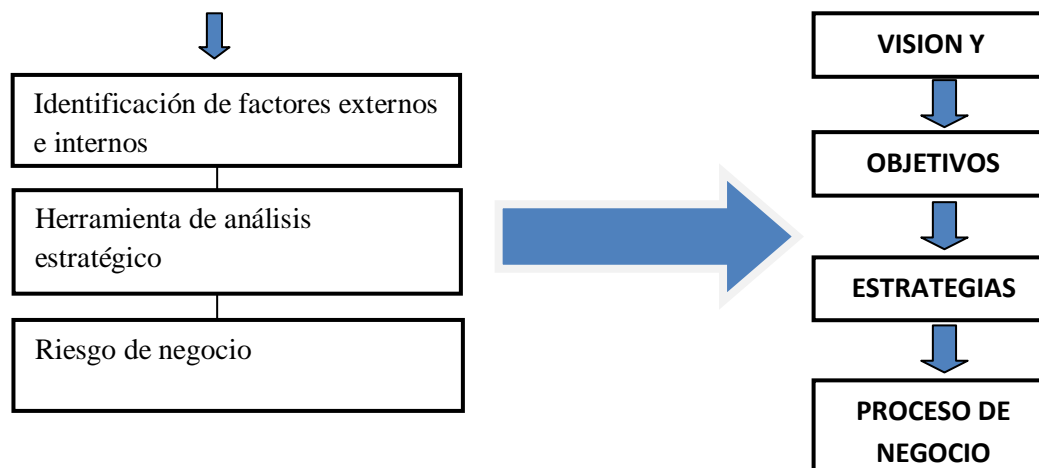 Identificación de factores externos
e internos
Herramienta de análisis
estratégico
Riesgo de negocio
VISION Y
OBJETIVOS
ESTRATEGIAS
PROCESO DE
NEGOCIO